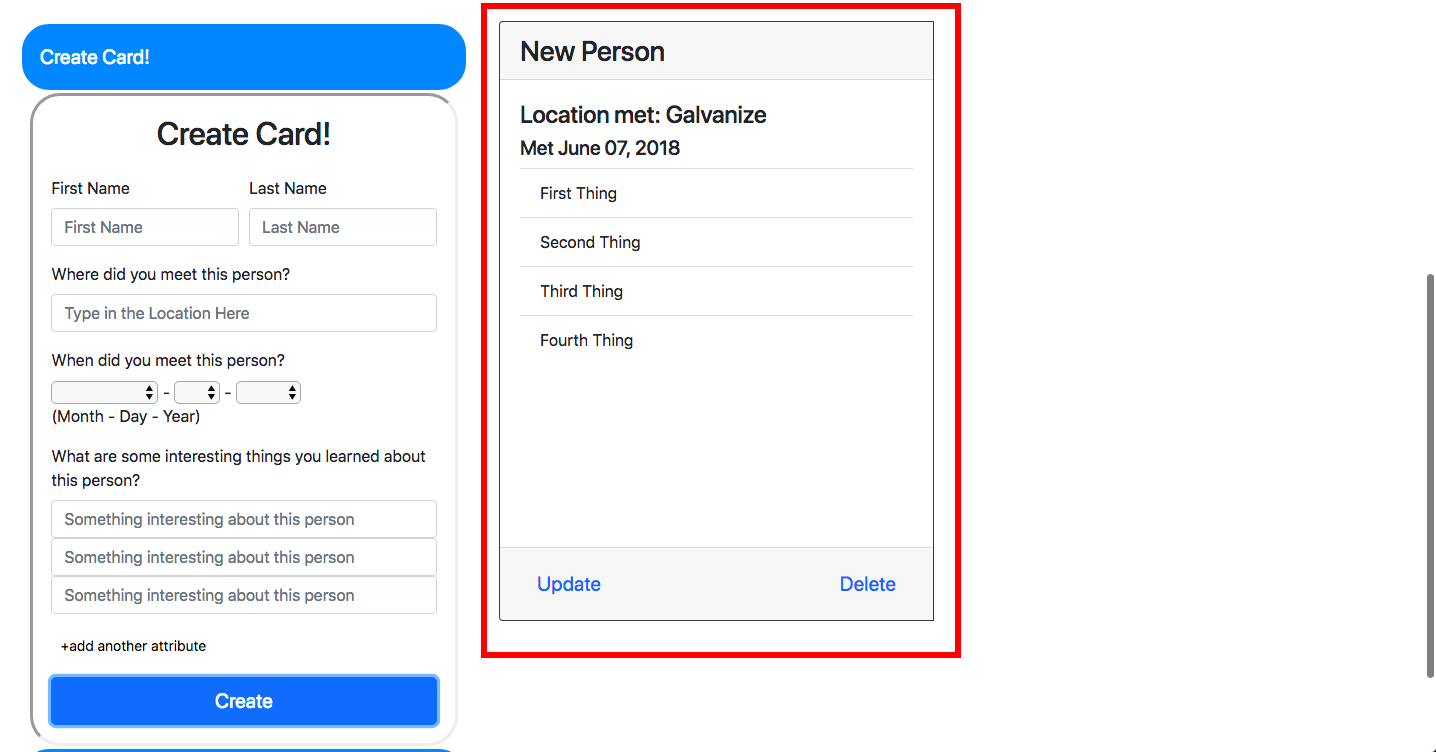 Create Card!
Create Card!
First Name Last Name
First Name Last Name
Where did you meet this person?
Type in the Location Here
When did you meet this person?
- -
(Month - Day - Year)
What are some interesting things you learned about
this person?
Something interesting about this person
Something interesting about this person
Something interesting about this person
+add another attribute
Create
New Person
Location met: Galvanize
Met June 07, 2018
First Thing
Second Thing
Third Thing
Fourth Thing
Update Delete